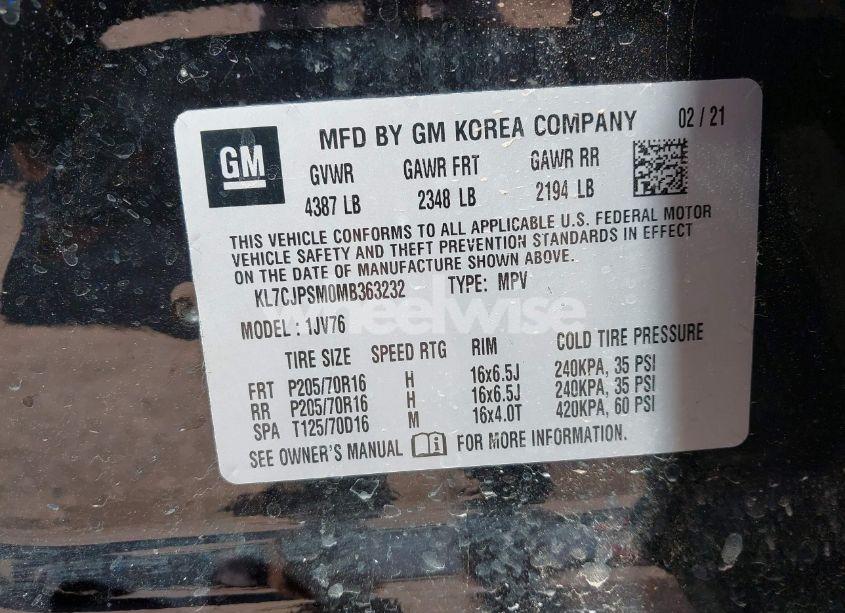 GM
MFD BY GM KOREA COMPANY 02 / 21
GVWR GAWR FRT GAWR RR
4387 LB 2348 LB 2194 LB
THIS VEHICLE CONFORMS TO ALL APPLICABLE U.S. FEDERAL MOTOR
VEHICLE SAFETY AND THEFT PREVENTION STANDARDS IN EFFECT
ON THE DATE OF MANUFACTURE SHOWN ABOVE.
KL7CJPSM0MB363232 TYPE: MPV
wheelwise
MODEL : 1JV76
TIRE SIZE SPEED RTG RIM COLD TIRE PRESSURE
FRT P205/70R16 H 16x6.5J 240KPA, 35 PSI
RR P205/70R16 H 16x6.5J 240KPA, 35 PSI
SPA T125/70D16 M 16x4.0T 420KPA, 60 PSI
SEE OWNER'S MANUAL FOR MORE INFORMATION.